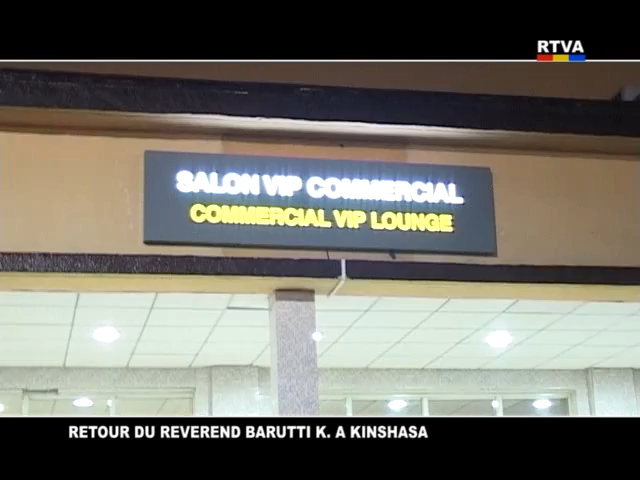 RTVA
SALON VIP COMMERCIAL
COMMERCIAL VIP LOUNGE
RETOUR DU REVEREND BARUTTI K. A KINSHASA